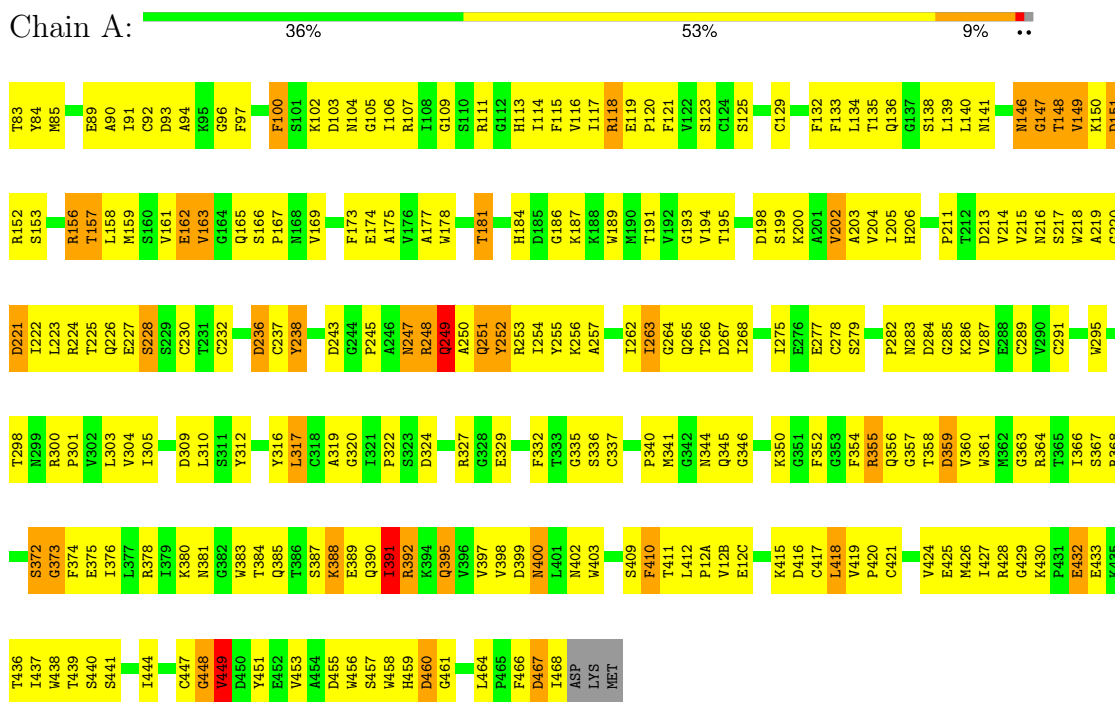 Chain A:
36% 53% 9% ••
T83 Y84 M85 E89 A90 I91 C92 D93 A94 K95 G96 F97 F100 S101 K102 D103 N104 G105 I106 R107 I108 G109 S110 R111 G112 H113 I114 F115 V116 I117 R118 E119 P120 F121 V122 S123 C124 S125 C129 F132 F133 L134 T135 Q136 G137 S138 L139 L140 N141 N146 G147 T148 V149 K150 D151
R152 S153 R156 T157 L158 M159 S160 V161 E162 V163 G164 Q165 S166 P167 N168 V169 F173 E174 A175 V176 A177 W178 T181 H184 D185 G186 K187 K188 W189 M190 T191 V192 G193 V194 T195 D198 S199 K200 A201 V202 A203 V204 I205 H206 P211 T212 D213 V214 V215 N216 S217 W218 A219 G220
D221 I222 L223 R224 T225 Q226 E227 S228 S229 C230 T231 C232 D236 C237 Y238 D243 G244 P245 A246 N247 R248 Q249 A250 Q251 Y252 R253 I254 Y255 K256 A257 I262 I263 G264 Q265 T266 D267 I268 I275 E276 E277 C278 S279 P282 N283 D284 G285 K286 V287 E288 C289 V290 C291 W295
T298 N299 R300 P301 V302 L303 V304 I305 D309 L310 S311 Y312 Y316 L317 C318 A319 G320 I321 P322 S323 D324 R327 G328 E329 F332 T333 G335 S336 C337 P340 M341 G342 N344 Q345 G346 K350 G351 F352 G353 F354 R355 Q356 G357 T358 D359 V360 W361 M362 G363 R364 T365 I366 S367 R368
S372 G373 F374 E375 I376 L377 R378 I379 K380 N381 G382 W383 T384 Q385 T386 S387 K388 E389 Q390 I391 R392 K394 Q395 V396 V397 V398 D399 N400 L401 N402 W403 S409 F410 T411 L412 P12A V12B E12C K415 D416 C417 L418 V419 P420 C421 V424 E425 M426 I427 R428 G429 K430 P431 E432 E433 K435
T436 I437 W438 T439 S440 S441 I444 C447 G448 V449 D450 Y451 E452 V453 A454 D455 W456 S457 W458 H459 D460 G461 L464 P465 F466 D467 I468 ASP LYS MET